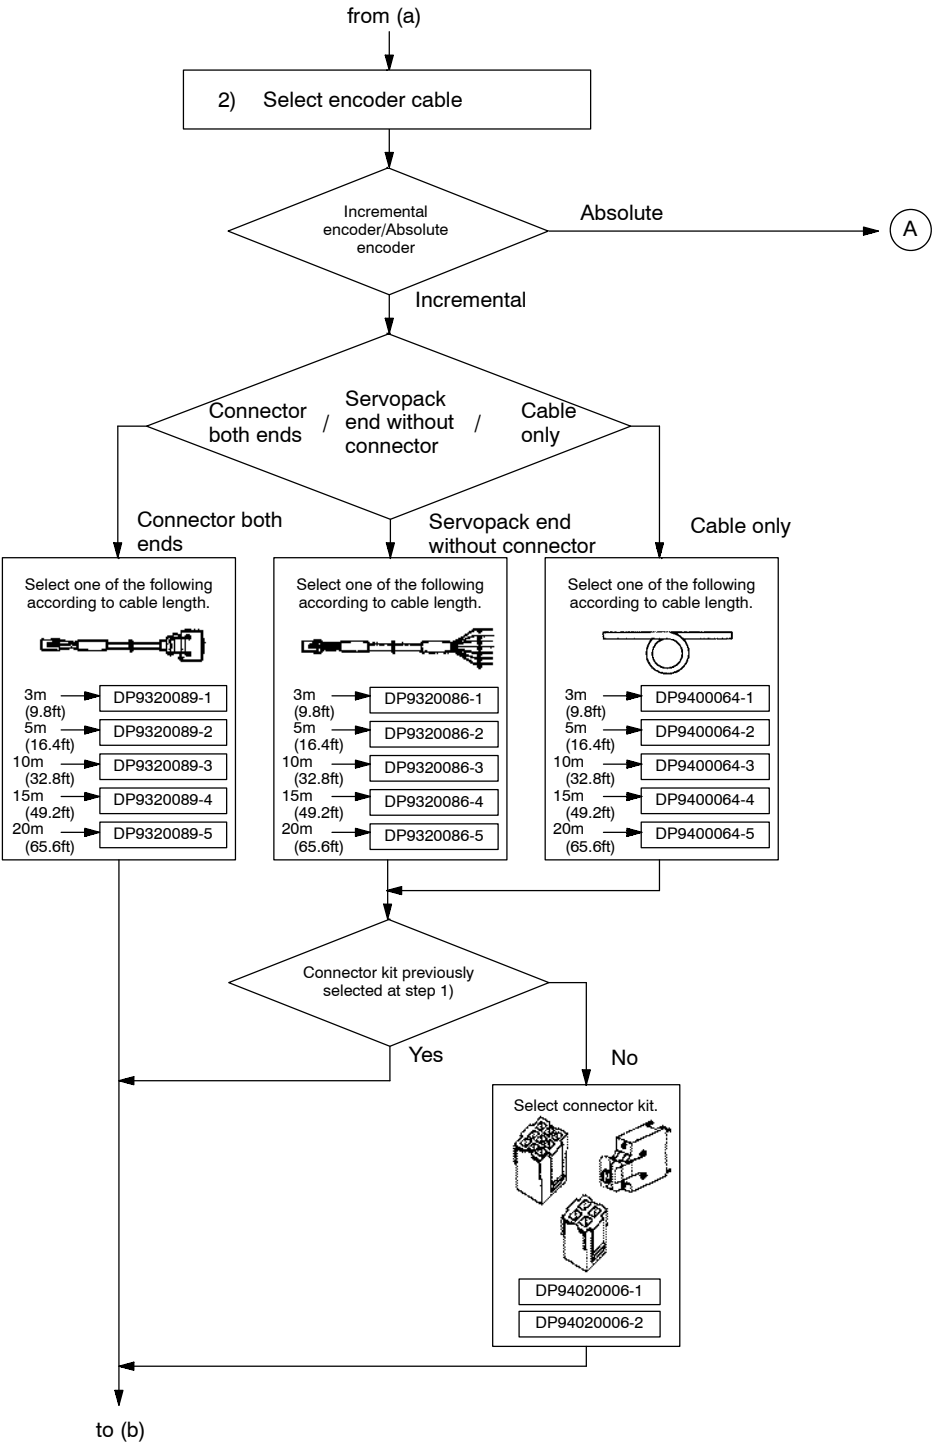 from (a)
2) Select encoder cable
Incremental
encoder/Absolute
encoder
Absolute
A
Incremental
Connector
both ends
/
Servopack
end without
connector
/
Cable
only
Connector both
ends
Servopack end
without connector
Cable only
Select one of the following
according to cable length.
3m
(9.8ft)
DP9320089-1
5m
(16.4ft)
DP9320089-2
10m
(32.8ft)
DP9320089-3
15m
(49.2ft)
DP9320089-4
20m
(65.6ft)
DP9320089-5
Select one of the following
according to cable length.
3m
(9.8ft)
DP9320086-1
5m
(16.4ft)
DP9320086-2
10m
(32.8ft)
DP9320086-3
15m
(49.2ft)
DP9320086-4
20m
(65.6ft)
DP9320086-5
Select one of the following
according to cable length.
3m
(9.8ft)
DP9400064-1
5m
(16.4ft)
DP9400064-2
10m
(32.8ft)
DP9400064-3
15m
(49.2ft)
DP9400064-4
20m
(65.6ft)
DP9400064-5
Connector kit previously
selected at step 1)
Yes
No
Select connector kit.
DP94020006-1
DP94020006-2
to (b)